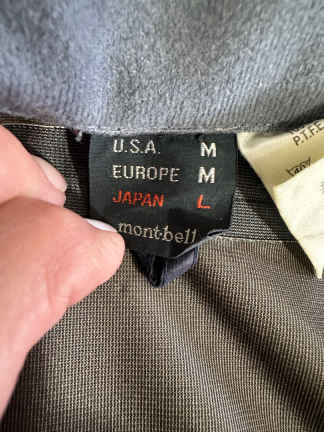 U.S.A. M
EUROPE M
JAPAN L
mont-bell
P.T.F.E